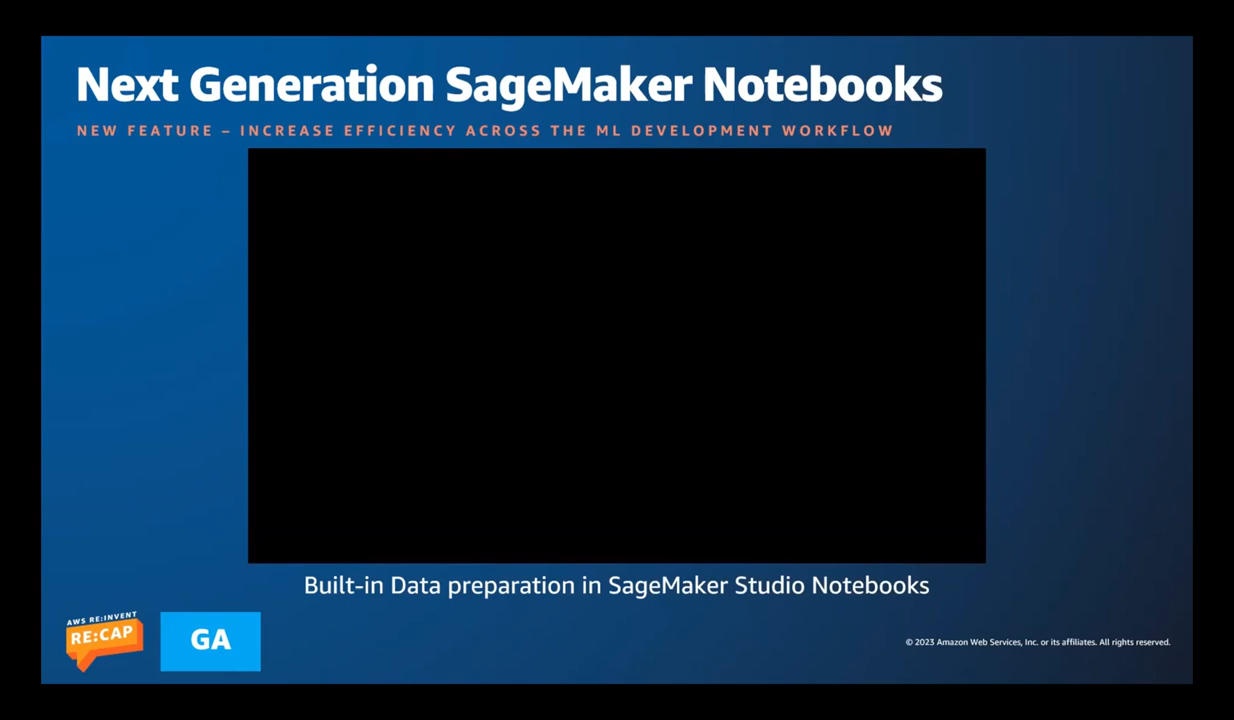 Next Generation SageMaker Notebooks
NEW FEATURE – INCREASE EFFICIENCY ACROSS THE ML DEVELOPMENT WORKFLOW
Built-in Data preparation in SageMaker Studio Notebooks
AWS RE:INVENT
RE:CAP
GA
© 2023 Amazon Web Services, Inc. or its affiliates. All rights reserved.